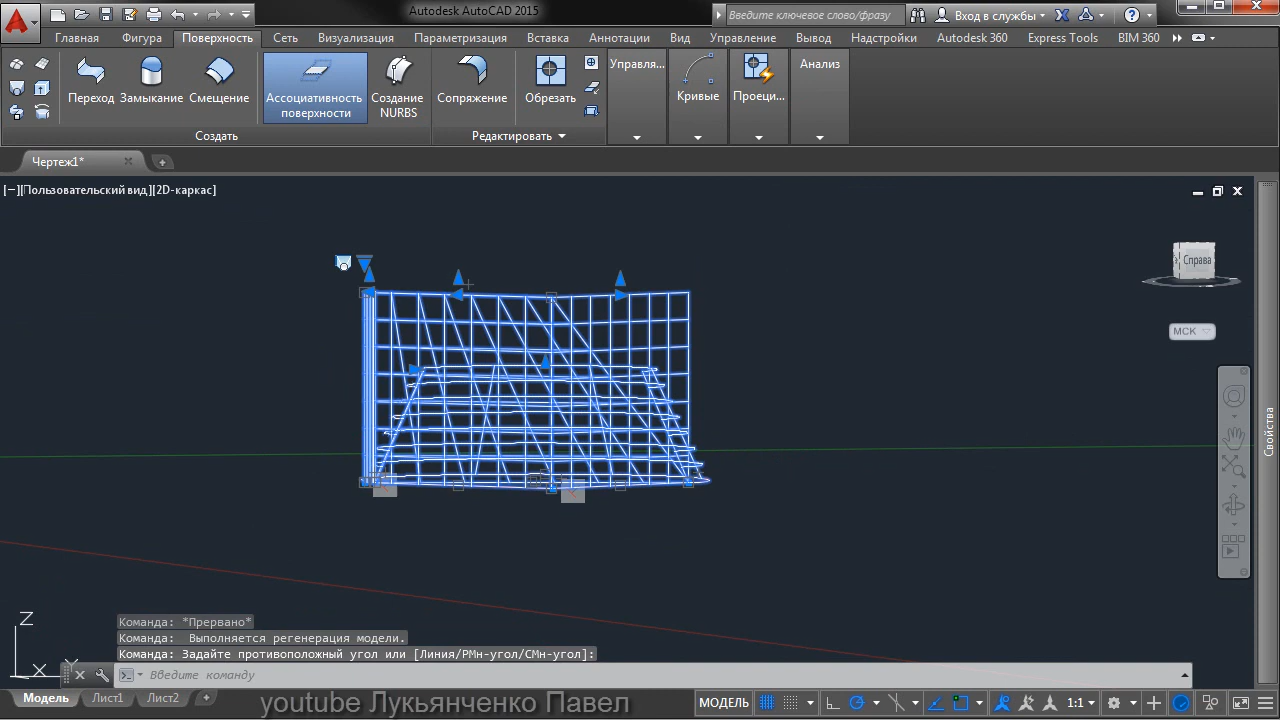 Autodesk AutoCAD 2015
Введите ключевое слово/фразу
Вход в службы
Главная Фигура Поверхность Сеть Визуализация Параметризация Вставка Аннотации Вид Управление Вывод Надстройки Autodesk 360 Express Tools BIM 360
Переход Замыкание Смещение Ассоциативность поверхности Создание NURBS Сопряжение Обрезать Управля... Кривые Проеци... Анализ
Создать Редактировать
Чертеж1*
[−][Пользовательский вид][2D-каркас]
Справа
МСК
Свойства
Z
X
Y
Команда: *Прервано*
Команда: Выполняется регенерация модели.
Команда: Задайте противоположный угол или [Линия/РМн-угол/СМн-угол]:
Введите команду
Модель Лист1 Лист2
youtube Лукьянченко Павел
МОДЕЛЬ 1:1